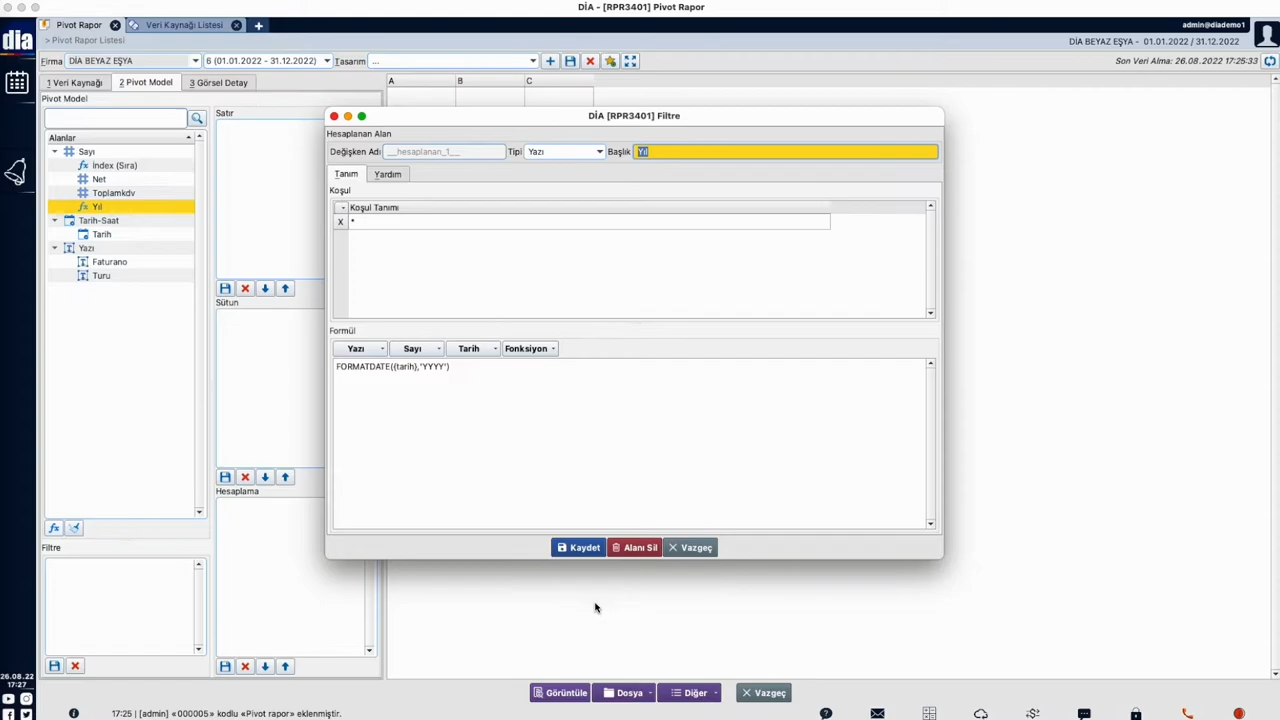 DİA - [RPR3401] Pivot Rapor
Pivot Rapor
Veri Kaynağı Listesi
admin@diademo1
dia
> Pivot Rapor Listesi
DİA BEYAZ EŞYA - 01.01.2022 / 31.12.2022
Firma DİA BEYAZ EŞYA 6 (01.01.2022 - 31.12.2022) Tasarım ...
Son Veri Alma: 26.08.2022 17:25:33
1 Veri Kaynağı 2 Pivot Model 3 Görsel Detay
A B C
Pivot Model
Satır
Alanlar
Sayı
fx İndex (Sıra)
Net
Toplamkdv
fx Yıl
Tarih-Saat
Tarih
Yazı
Faturano
Turu
Sütun
Hesaplama
fx
Filtre
DİA [RPR3401] Filtre
Hesaplanan Alan
Değişken Adı __hesaplanan_1__ Tipi Yazı Başlık Yıl
Tanım Yardım
Koşul
Koşul Tanımı
X *
Formül
Yazı Sayı Tarih Fonksiyon
FORMATDATE({tarih},'YYYY')
Kaydet Alanı Sil Vazgeç
Görüntüle Dosya Diğer Vazgeç
26.08.22
17:27
17:25 | [admin] «000005» kodlu «Pivot rapor» eklenmiştir.